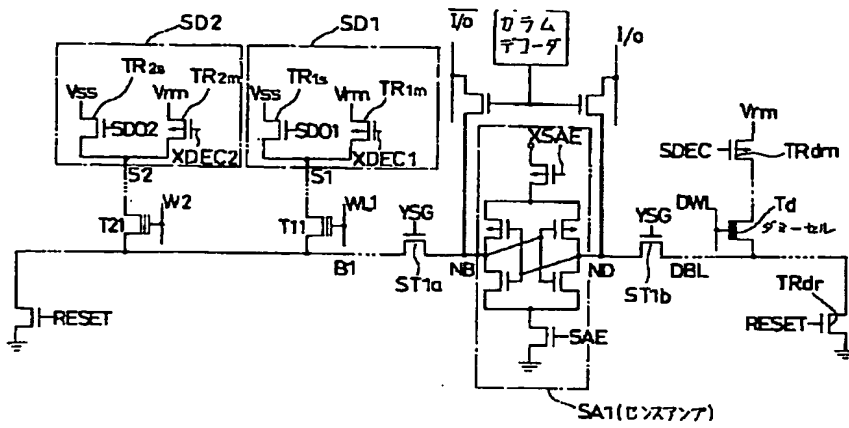 SD2
SD1
I/o
カラム
デコーダ
I/o
TR2s
TR2m
TR1s
TR1m
Vss
Vrm
Vss
Vrm
Vrm
SD02
SD01
XDEC2
XDEC1
XSAE
SDEC
TRdm
S2
S1
T21
W2
T11
WL1
YSG
YSG
DWL
Td
ダミーセル
B1
ST1a
NB
ND
ST1b
DBL
TRdr
RESET
SAE
RESET
SA1(センスアンプ)